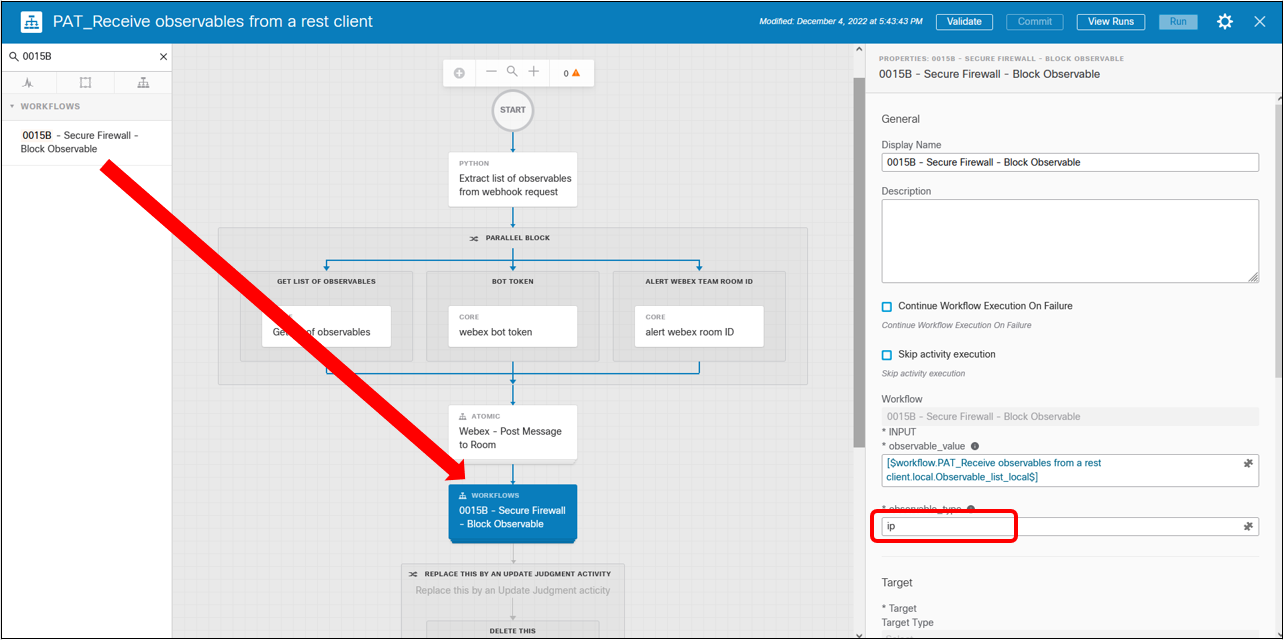 PAT_Receive observables from a rest client
Modified: December 4, 2022 at 5:43:43 PM
Validate
Commit
View Runs
Run
0015B
WORKFLOWS
0015B - Secure Firewall -
Block Observable
0
START
PYTHON
Extract list of observables
from webhook request
PARALLEL BLOCK
GET LIST OF OBSERVABLES
BOT TOKEN
ALERT WEBEX TEAM ROOM ID
of observables
CORE
webex bot token
CORE
alert webex room ID
ATOMIC
Webex - Post Message
to Room
WORKFLOWS
0015B - Secure Firewall
- Block Observable
REPLACE THIS BY AN UPDATE JUDGMENT ACTIVITY
Replace this by an Update Judgment acticity
DELETE THIS
PROPERTIES: 0015B - SECURE FIREWALL - BLOCK OBSERVABLE
0015B - Secure Firewall - Block Observable
General
Display Name
0015B - Secure Firewall - Block Observable
Description
Continue Workflow Execution On Failure
Continue Workflow Execution On Failure
Skip activity execution
Skip activity execution
Workflow
0015B - Secure Firewall - Block Observable
* INPUT
* observable_value
[$workflow.PAT_Receive observables from a rest
client.local.Observable_list_local$]
* observable_type
ip
Target
* Target
Target Type
Select